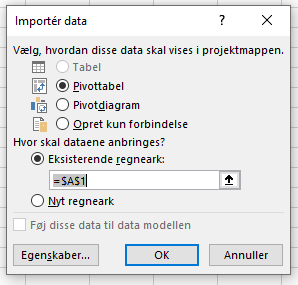 Importér data
Vælg, hvordan disse data skal vises i projektmappen.
Tabel
Pivottabel
Pivotdiagram
Opret kun forbindelse
Hvor skal dataene anbringes?
Eksisterende regneark:
=$A$1
Nyt regneark
Føj disse data til data modellen
Egenskaber...
OK
Annuller